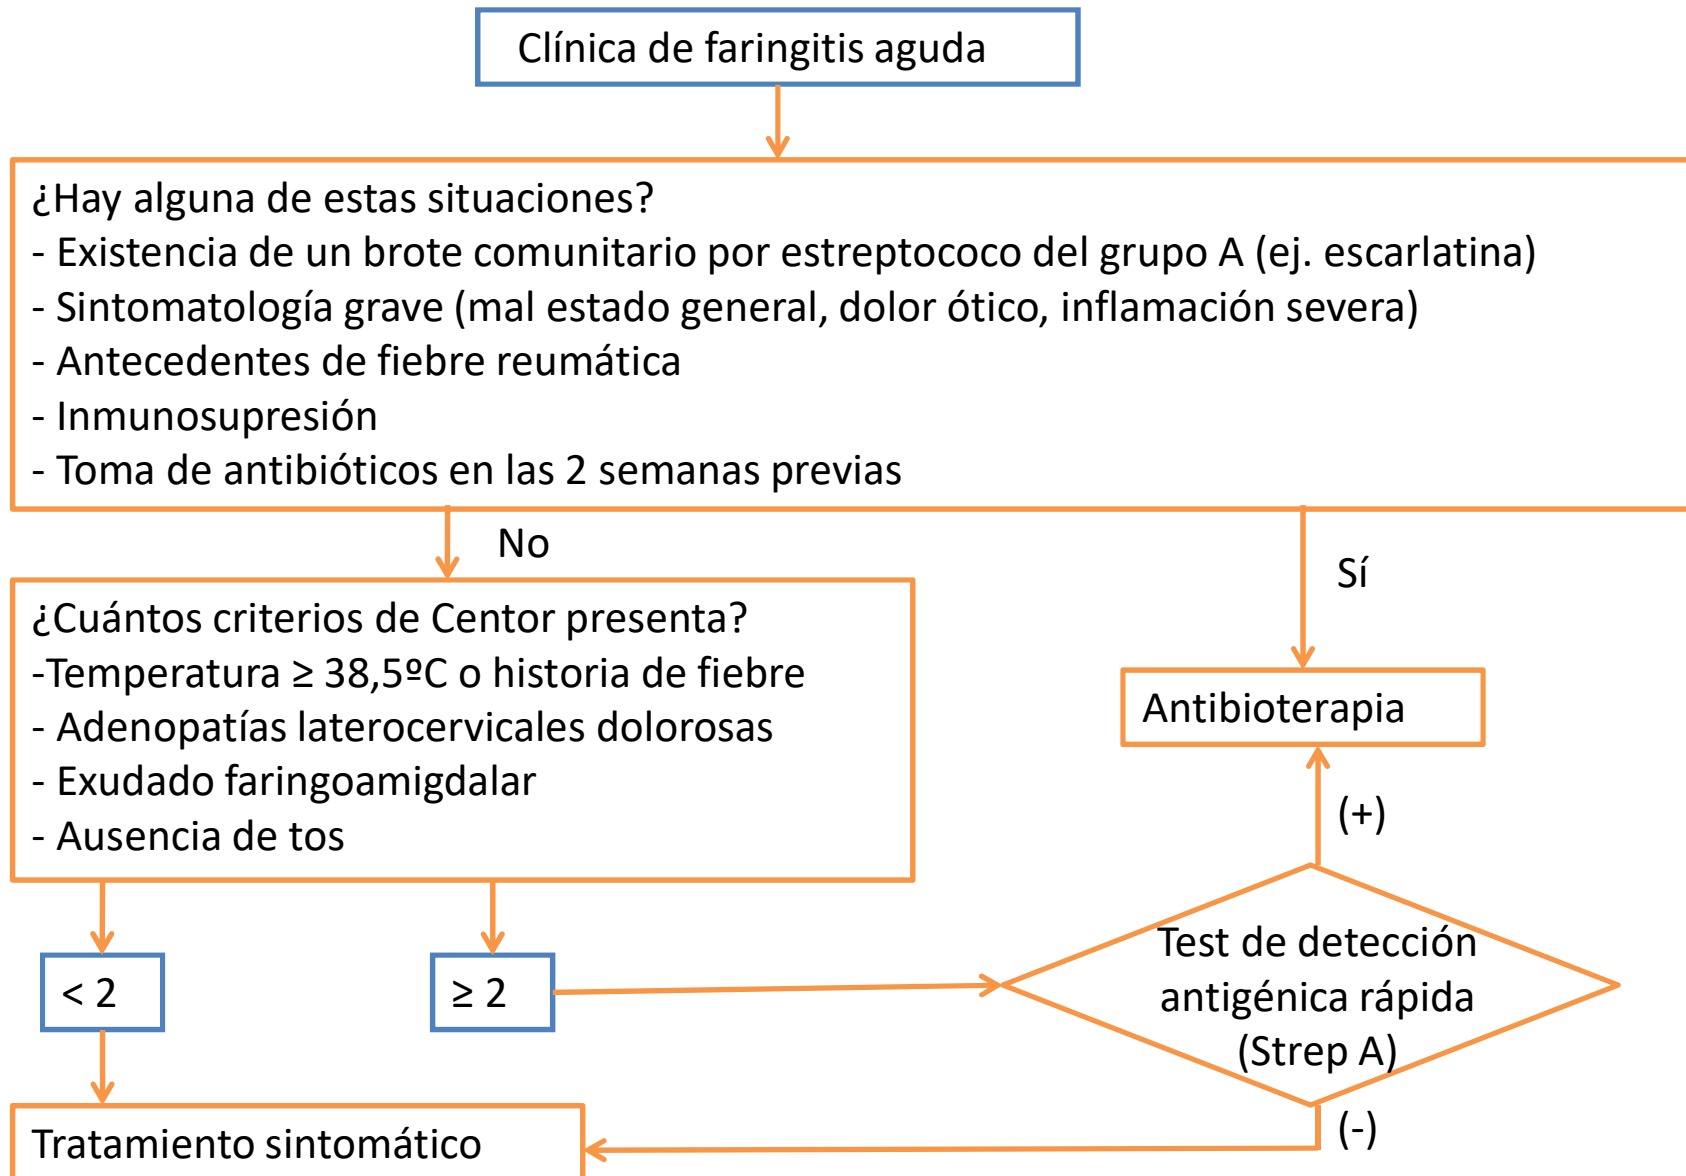 Clínica de faringitis aguda
¿Hay alguna de estas situaciones?
- Existencia de un brote comunitario por estreptococo del grupo A (ej. escarlatina)
- Sintomatología grave (mal estado general, dolor ótico, inflamación severa)
- Antecedentes de fiebre reumática
- Inmunosupresión
- Toma de antibióticos en las 2 semanas previas
No
Sí
¿Cuántos criterios de Centor presenta?
-Temperatura ≥ 38,5ºC o historia de fiebre
- Adenopatías laterocervicales dolorosas
- Exudado faringoamigdalar
- Ausencia de tos
Antibioterapia
(+)
< 2
≥ 2
Test de detección
antigénica rápida
(Strep A)
(-)
Tratamiento sintomático